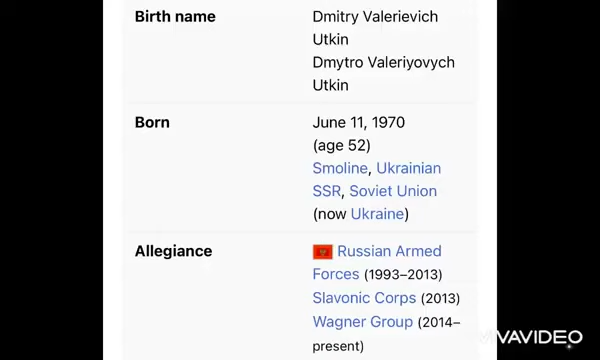 Birth name
Dmitry Valerievich
Utkin
Dmytro Valeriyovych
Utkin
Born
June 11, 1970
(age 52)
Smoline, Ukrainian
SSR, Soviet Union
(now Ukraine)
Allegiance
Russian Armed
Forces (1993–2013)
Slavonic Corps (2013)
Wagner Group (2014–
present)
VIVAVIDEO